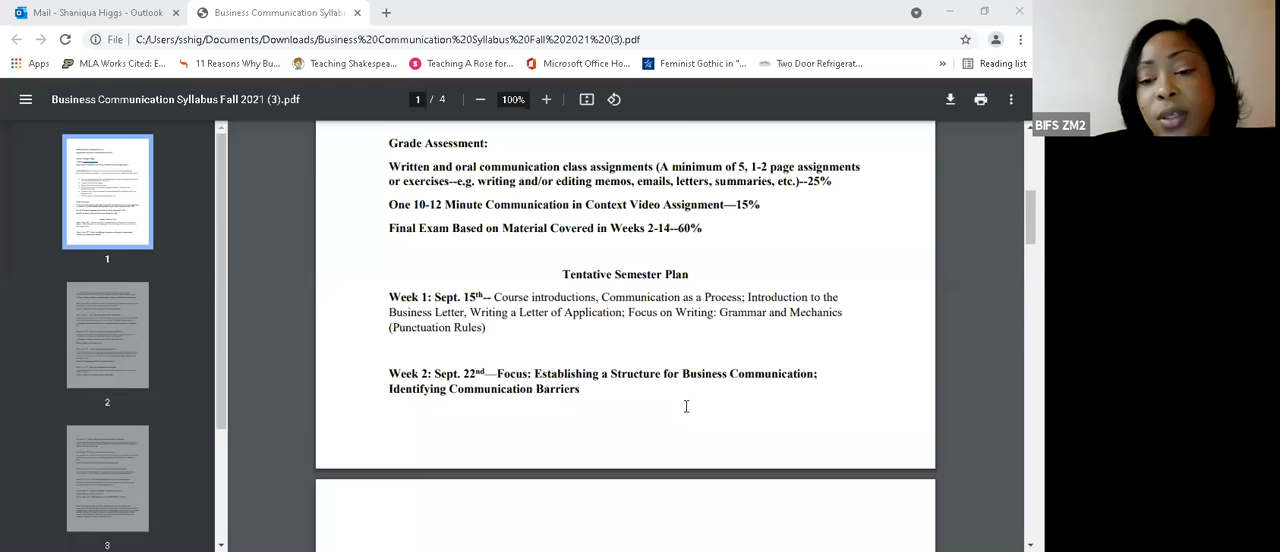 Mail - Shaniqua Higgs - Outlook
Business Communication Syllab
File
C:/Users/sshig/Documents/Downloads/Business%20Communication%20Syllabus%20Fall%202021%20(3).pdf
Apps
MLA Works Cited: E...
11 Reasons Why Bu...
Teaching Shakespea...
Teaching A Rose for...
Microsoft Office Ho...
Feminist Gothic in "...
Two Door Refrigerat...
»
Reading list
Business Communication Syllabus Fall 2021 (3).pdf
1 / 4
100%
BIFS ZM2
1
2
3
Grade Assessment:
Written and oral communication class assignments (A minimum of 5, 1-2 page assignments
or exercises--e.g. writing and/or editing memos, emails, letters, summaries, etc.)--25%
One 10-12 Minute Communication in Context Video Assignment—15%
Final Exam Based on Material Covered in Weeks 2-14--60%
Tentative Semester Plan
Week 1: Sept. 15th-- Course introductions, Communication as a Process; Introduction to the
Business Letter, Writing a Letter of Application; Focus on Writing: Grammar and Mechanics
(Punctuation Rules)
Week 2: Sept. 22nd—Focus: Establishing a Structure for Business Communication;
Identifying Communication Barriers